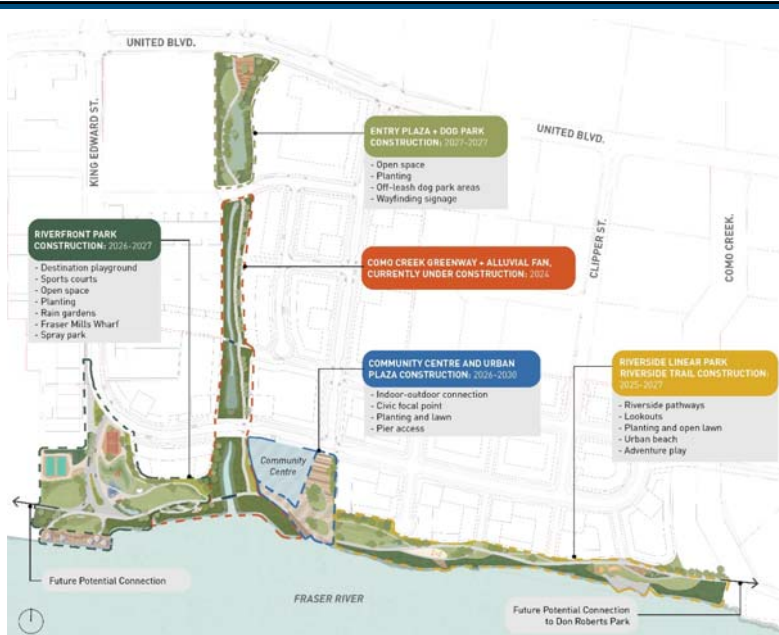 UNITED BLVD.
KING EDWARD ST.
ENTRY PLAZA + DOG PARK
CONSTRUCTION: 2027-2027
- Open space
- Planting
- Off-leash dog park areas
- Wayfinding signage
UNITED BLVD.
CLIPPER ST.
COMO CREEK.
RIVERFRONT PARK
CONSTRUCTION: 2026-2027
- Destination playground
- Sports courts
- Open space
- Planting
- Rain gardens
- Fraser Mills Wharf
- Spray park
COMO CREEK GREENWAY + ALLUVIAL FAN,
CURRENTLY UNDER CONSTRUCTION: 2024
COMMUNITY CENTRE AND URBAN
PLAZA CONSTRUCTION: 2026-2030
- Indoor-outdoor connection
- Civic focal point
- Planting and lawn
- Pier access
RIVERSIDE LINEAR PARK
RIVERSIDE TRAIL CONSTRUCTION:
2025-2027
- Riverside pathways
- Lookouts
- Planting and open lawn
- Urban beach
- Adventure play
Community
Centre
Future Potential Connection
FRASER RIVER
Future Potential Connection
to Don Roberts Park